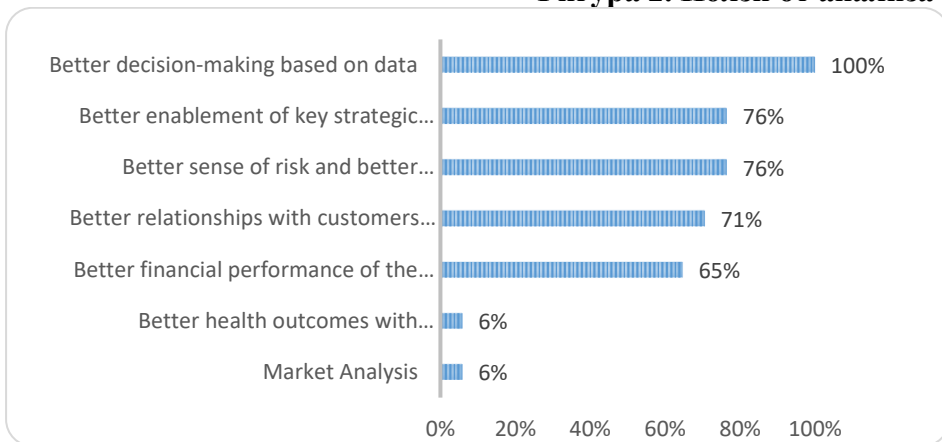 Better decision-making based on data 100%
Better enablement of key strategic... 76%
Better sense of risk and better... 76%
Better relationships with customers... 71%
Better financial performance of the... 65%
Better health outcomes with... 6%
Market Analysis 6%
0% 20% 40% 60% 80% 100%